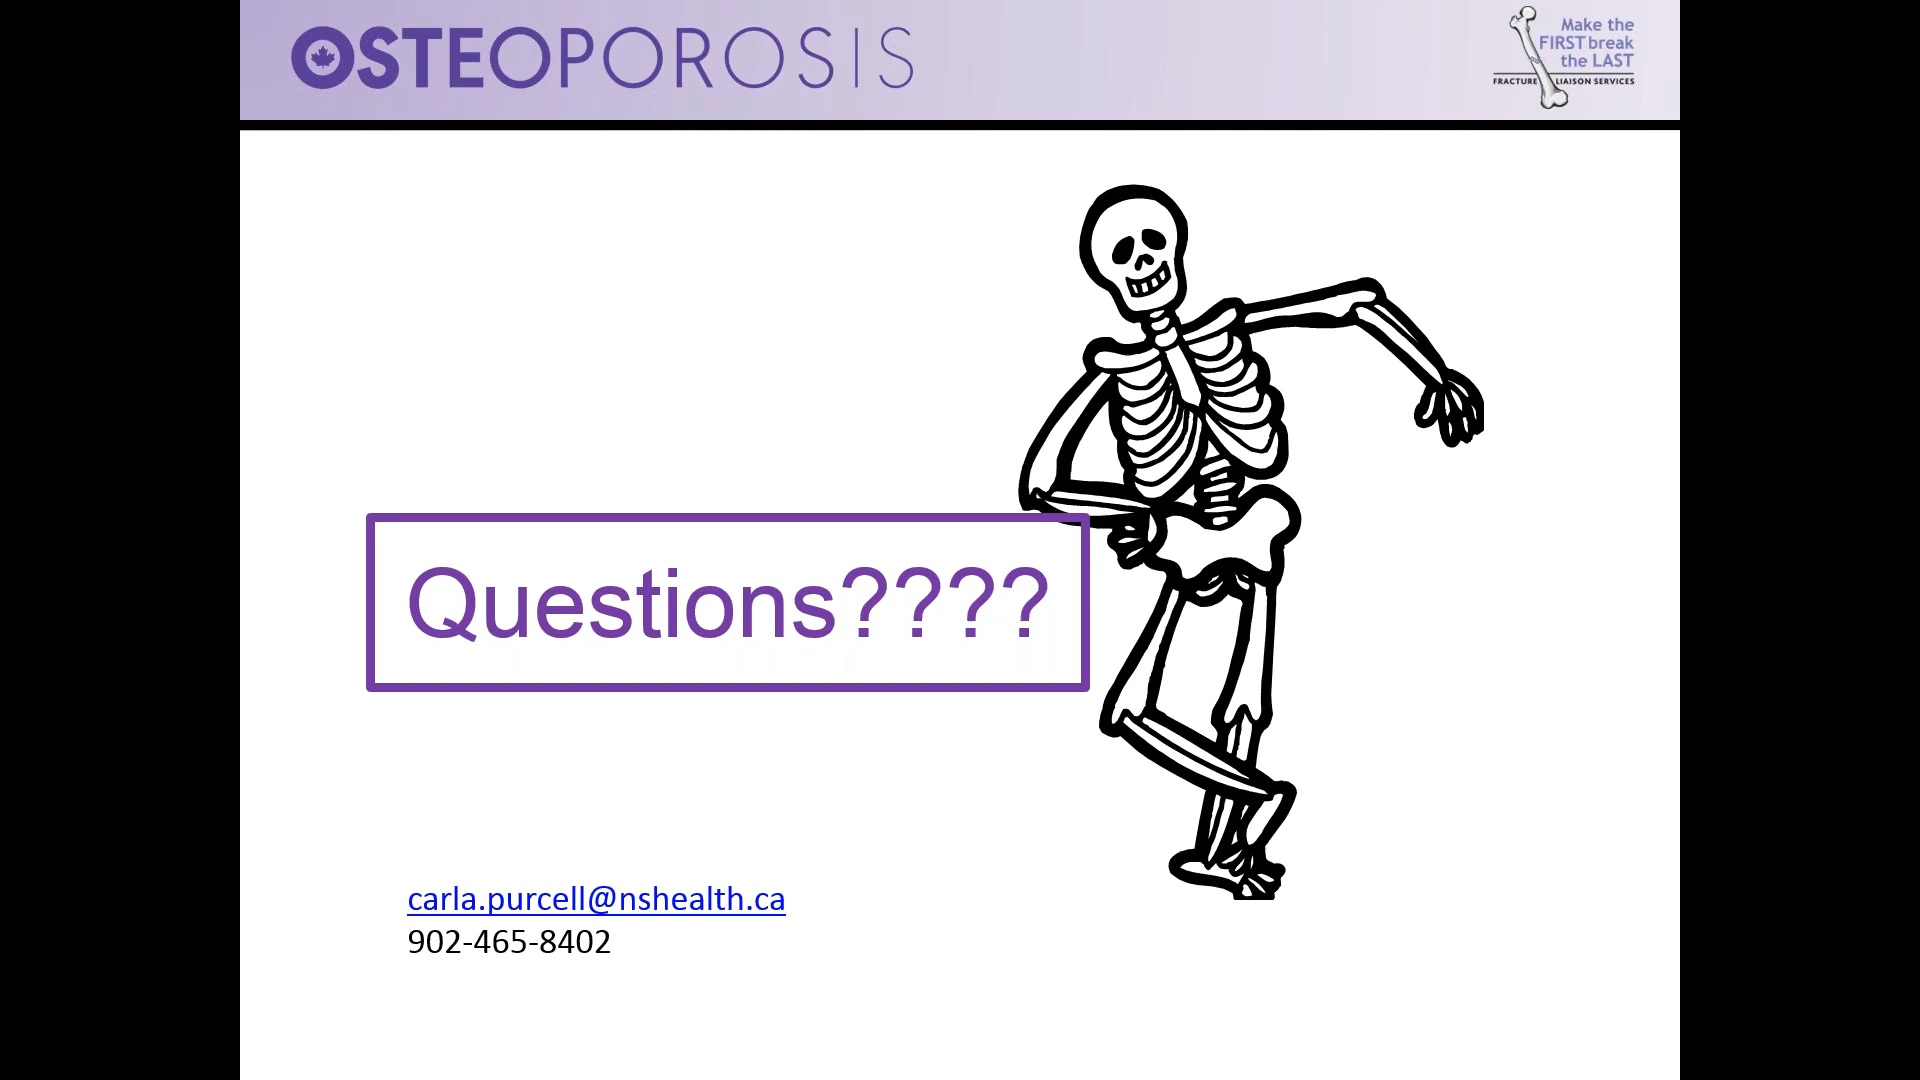 OSTEOPOROSIS
Make the
FIRST break
the LAST
FRACTURE LIAISON SERVICES
Questions????
carla.purcell@nshealth.ca
902-465-8402